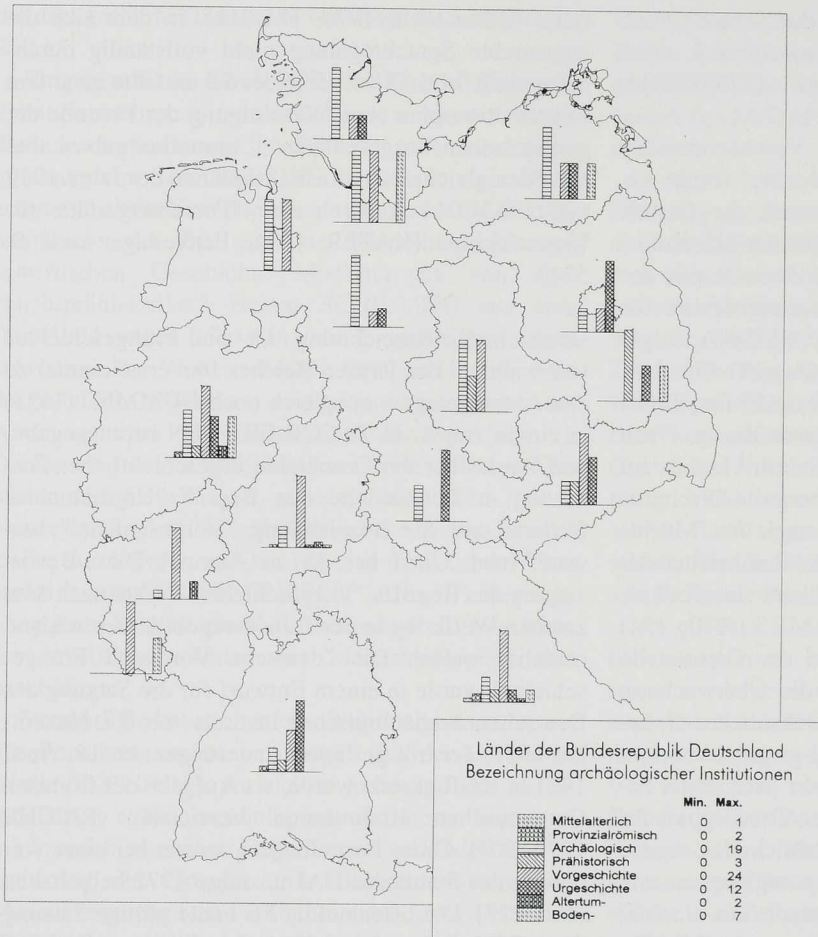 Länder der Bundesrepublik Deutschland
Bezeichnung archäologischer Institutionen
Min. Max.
Mittelalterlich 0 2
Provinzialrömisch 0 2
Archäologisch 0 19
Prähistorisch 0 3
Vorgeschichte 0 24
Urgeschichte 0 12
Altertum- 0 2
Boden- 0 7